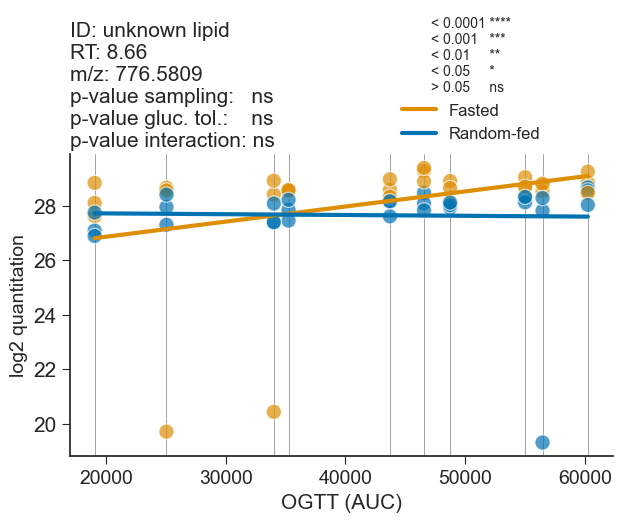 ID: unknown lipid
RT: 8.66
m/z: 776.5809
p-value sampling: ns
p-value gluc. tol.: ns
p-value interaction: ns
< 0.0001 ****
< 0.001 ***
< 0.01 **
< 0.05 *
> 0.05 ns
Fasted
Random-fed
log2 quantitation
28
26
24
22
20
20000 30000 40000 50000 60000
OGTT (AUC)